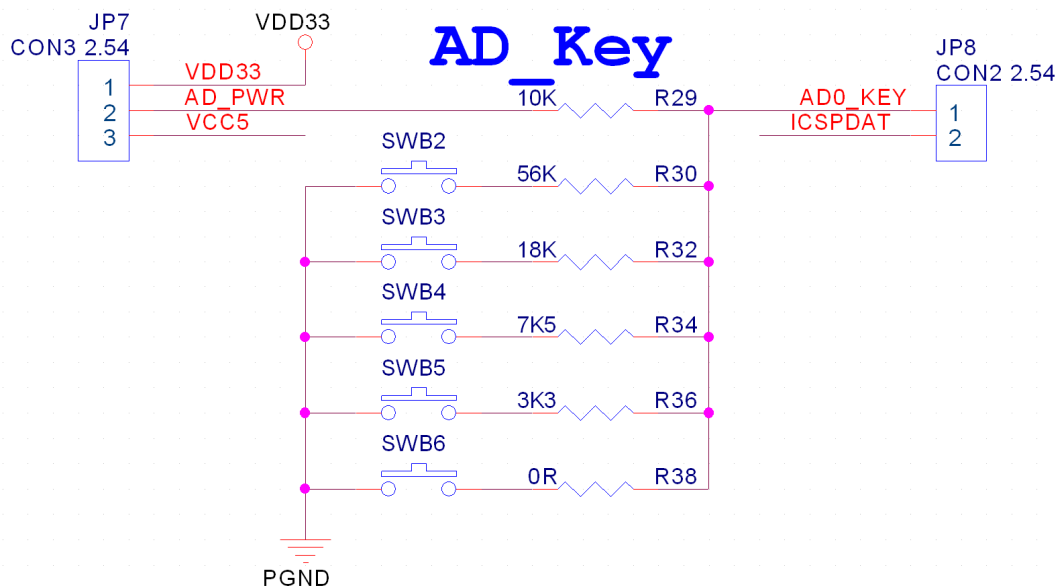 JP7
CON3 2.54
VDD33
AD_Key
JP8
CON2 2.54
1 VDD33
2 AD_PWR 10K R29 AD0_KEY 1
3 VCC5 ICSPDAT 2
SWB2
56K R30
SWB3
18K R32
SWB4
7K5 R34
SWB5
3K3 R36
SWB6
0R R38
PGND